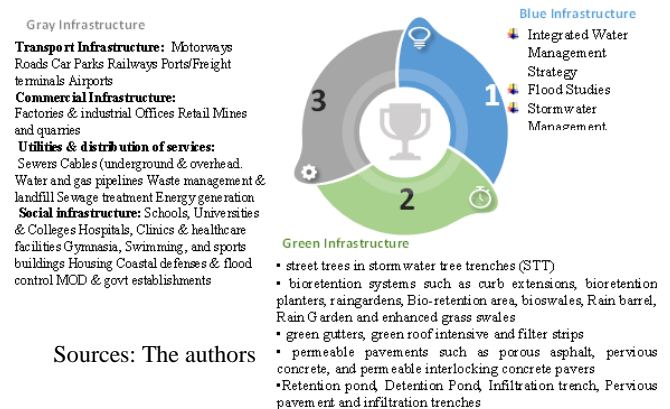 Gray Infrastructure
Transport Infrastructure: Motorways
Roads Car Parks Railways Ports/Freight
terminals Airports
Commercial Infrastructure:
Factories & industrial Offices Retail Mines
and quarries
Utilities & distribution of services:
Sewers Cables (underground & overhead.
Water and gas pipelines Waste management &
landfill Sewage treatment Energy generation
Social infrastructure: Schools, Universities
& Colleges Hospitals, Clinics & healthcare
facilities Gymnasia, Swimming, and sports
buildings Housing Coastal defenses & flood
control MOD & govt establishments
Sources: The authors
3
1
2
Blue Infrastructure
Integrated Water
Management
Strategy
Flood Studies
Stormwater
Management
Green Infrastructure
• street trees in stormwater tree trenches (STT)
• bioretention systems such as curb extensions, bioretention
planters, raingardens, Bio-retention area, bioswales, Rain barrel,
Rain Garden and enhanced grass swales
• green gutters, green roof intensive and filter strips
• permeable pavements such as porous asphalt, pervious
concrete, and permeable interlocking concrete pavers
•Retention pond, Detention Pond, Infiltration trench, Pervious
pavement and infiltration trenches